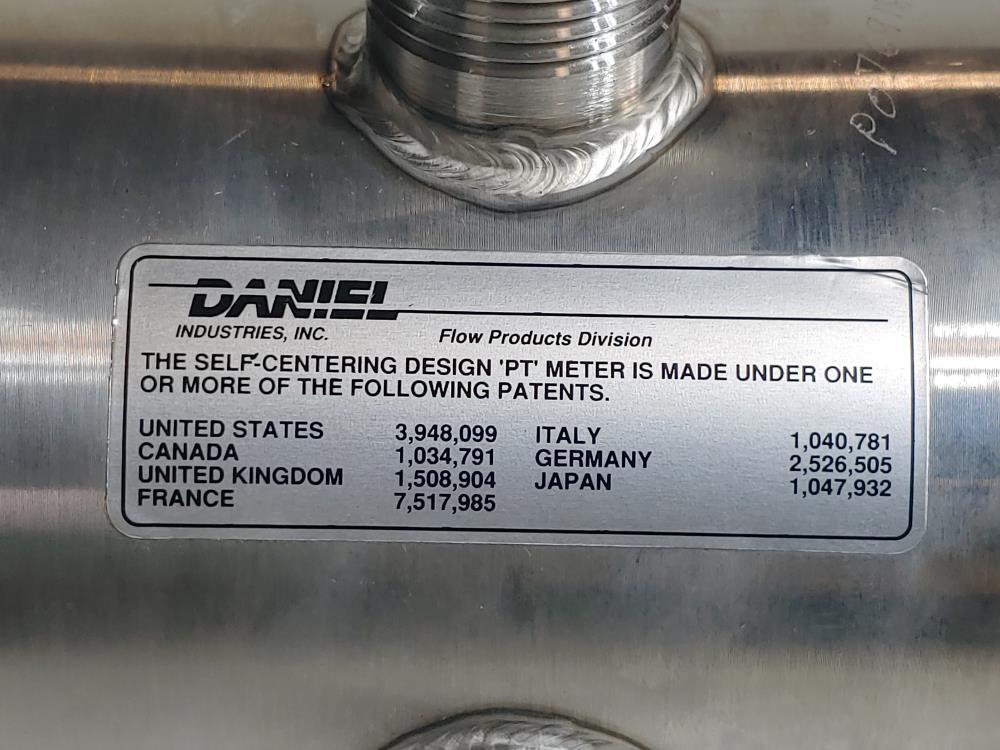 P07
DANIEL
INDUSTRIES, INC.
Flow Products Division
THE SELF-CENTERING DESIGN 'PT' METER IS MADE UNDER ONE
OR MORE OF THE FOLLOWING PATENTS.
UNITED STATES 3,948,099 ITALY 1,040,781
CANADA 1,034,791 GERMANY 2,526,505
UNITED KINGDOM 1,508,904 JAPAN 1,047,932
FRANCE 7,517,985